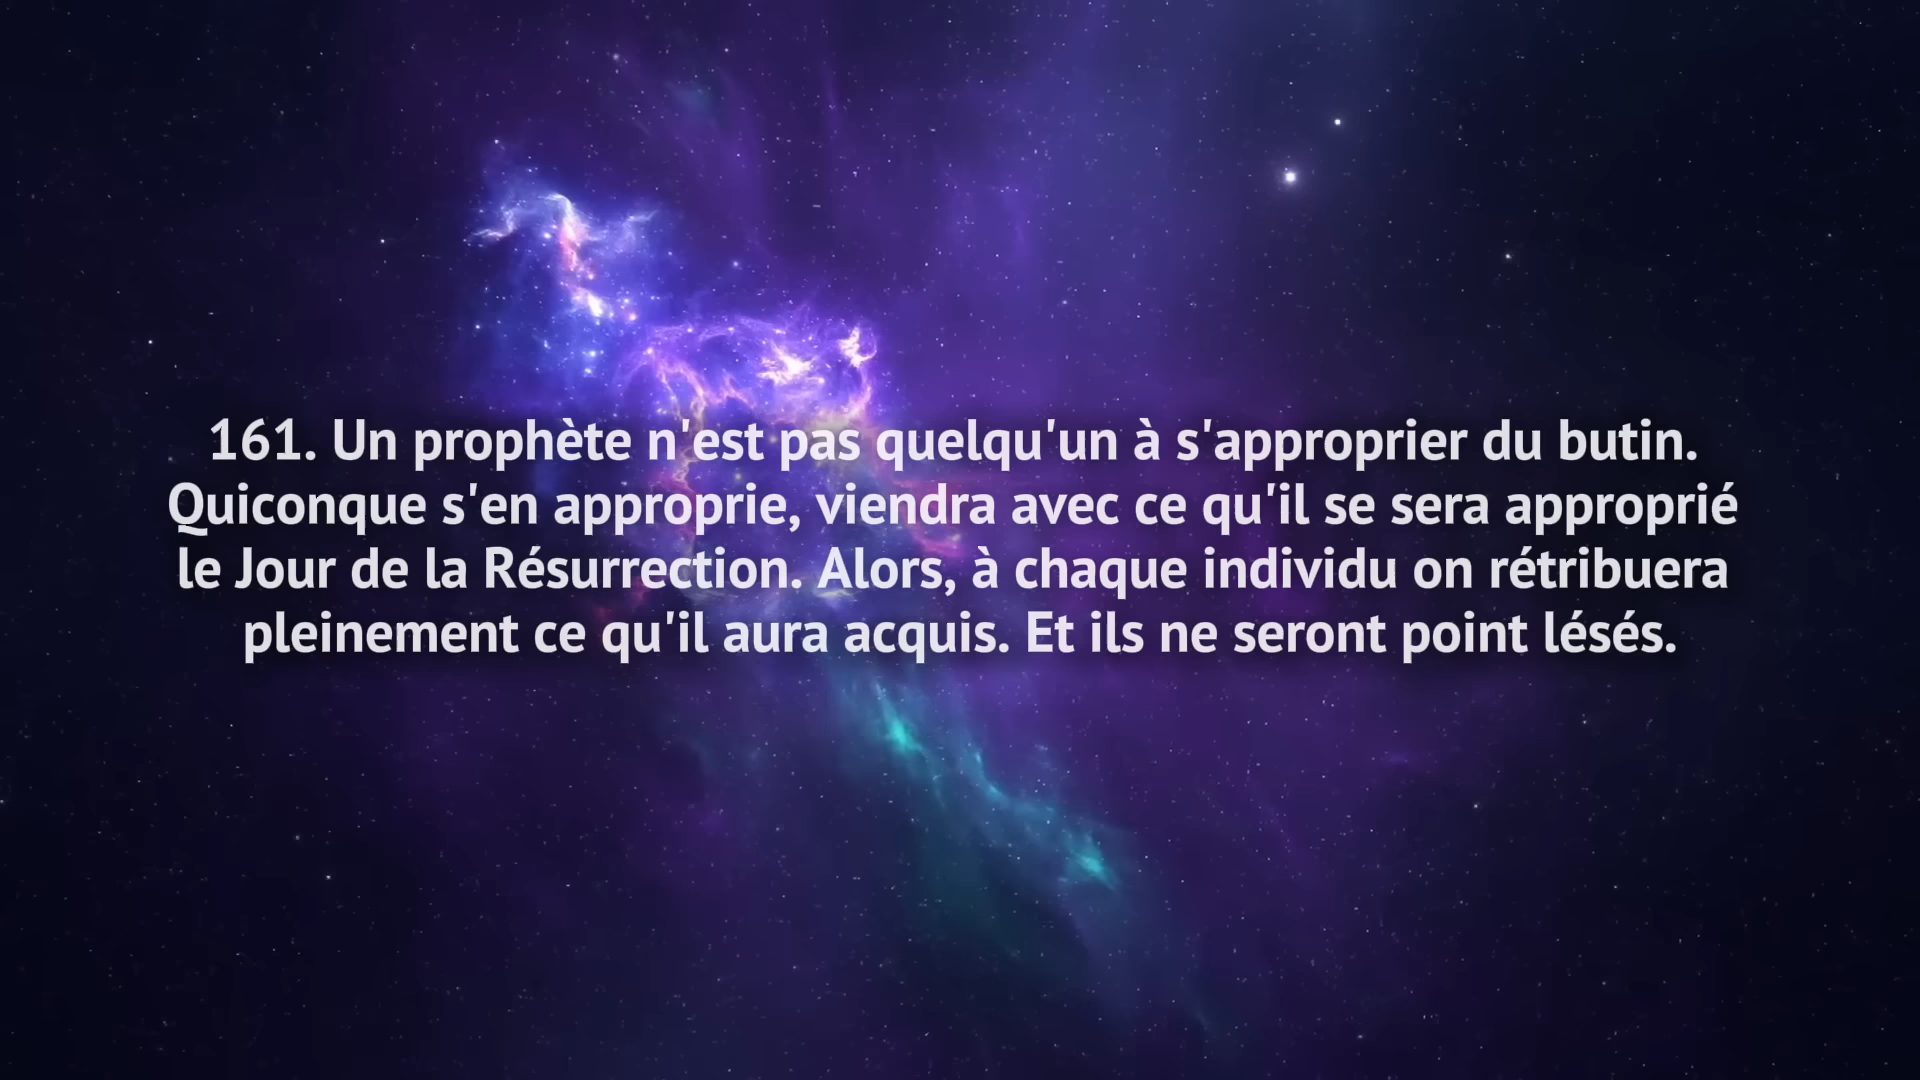 161. Un prophète n'est pas quelqu'un à s'approprier du butin.
Quiconque s'en approprie, viendra avec ce qu'il se sera approprié
le Jour de la Résurrection. Alors, à chaque individu on rétribuera
pleinement ce qu'il aura acquis. Et ils ne seront point lésés.